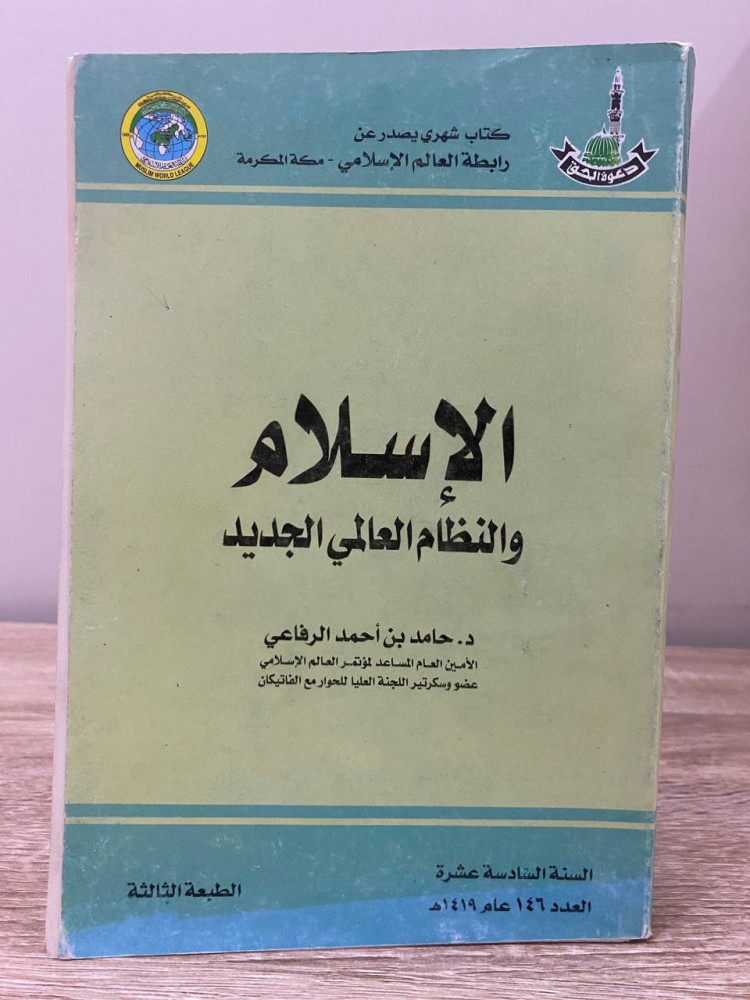 كتاب شهري يصدر عن
رابطة العالم الإسلامي - مكة المكرمة
دعوة الحق
MUSLIM WORLD LEAGUE
الإسلام
والنظام العالمي الجديد
د. حامد بن أحمد الرفاعي
الأمين العام المساعد لمؤتمر العالم الإسلامي
عضو وسكرتير اللجنة العليا للحوار مع الفاتيكان
السنة السادسة عشرة
العدد ١٤٦ عام ١٤١٩هـ
الطبعة الثالثة